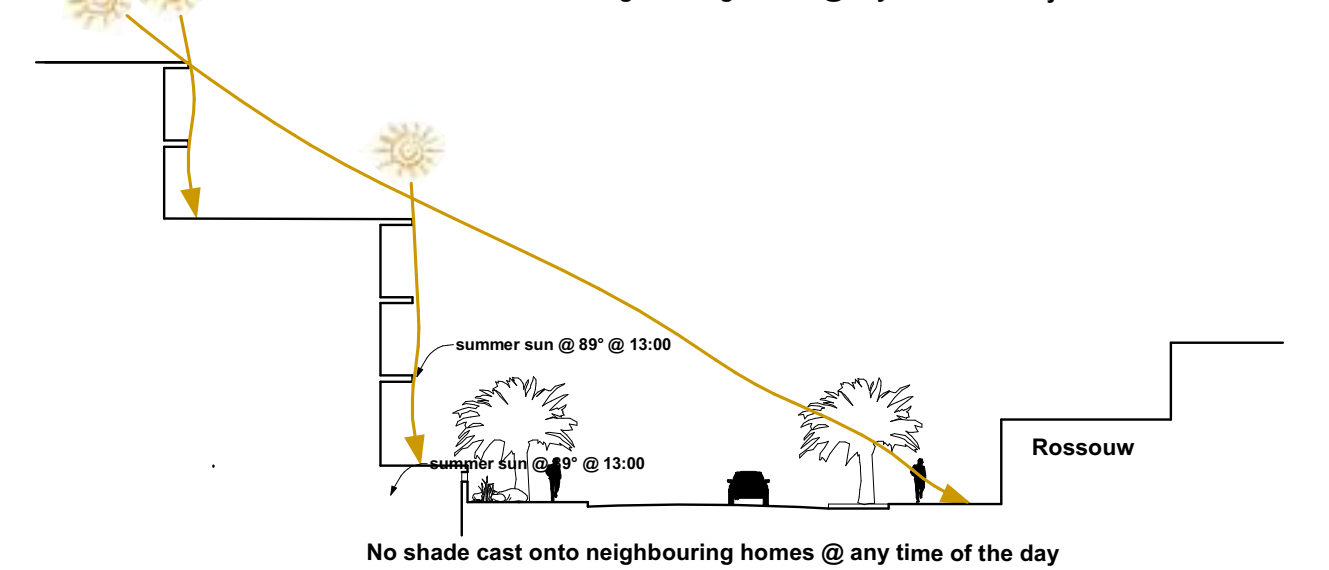 summer sun @ 89° @ 13:00
summer sun @ 89° @ 13:00
Rossouw
No shade cast onto neighbouring homes @ any time of the day